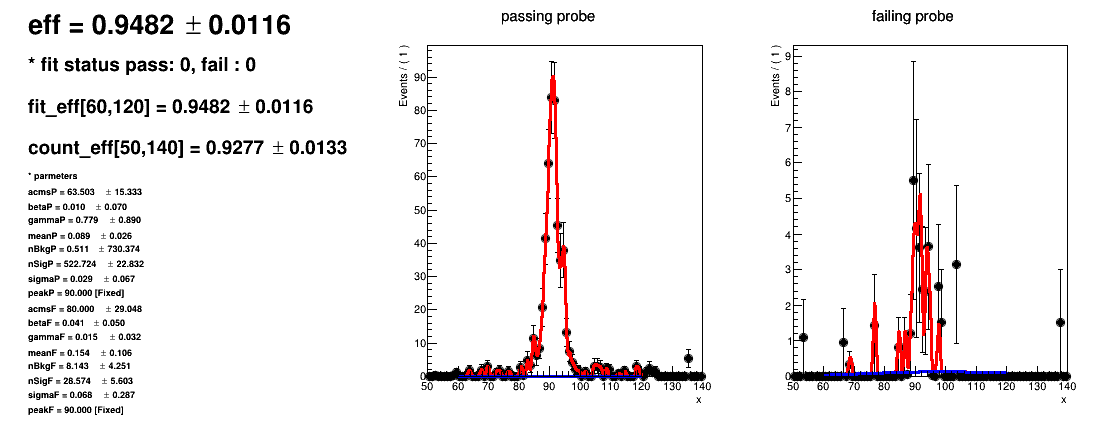 eff = 0.9482 ± 0.0116
* fit status pass: 0, fail : 0
fit_eff[60,120] = 0.9482 ± 0.0116
count_eff[50,140] = 0.9277 ± 0.0133
* parmeters
acmsP = 63.503 ± 15.333
betaP = 0.010 ± 0.070
gammaP = 0.779 ± 0.890
meanP = 0.089 ± 0.026
nBkgP = 0.511 ± 730.374
nSigP = 522.724 ± 22.832
sigmaP = 0.029 ± 0.067
peakP = 90.000 [Fixed]
acmsF = 80.000 ± 29.048
betaF = 0.041 ± 0.050
gammaF = 0.015 ± 0.032
meanF = 0.154 ± 0.106
nBkgF = 8.143 ± 4.251
nSigF = 28.574 ± 5.603
sigmaF = 0.068 ± 0.287
peakF = 90.000 [Fixed]
passing probe
Events / ( 1 )
90
80
70
60
50
40
30
20
10
0
50 60 70 80 90 100 110 120 130 140
x
failing probe
Events / ( 1 )
9
8
7
6
5
4
3
2
1
0
50 60 70 80 90 100 110 120 130 140
x